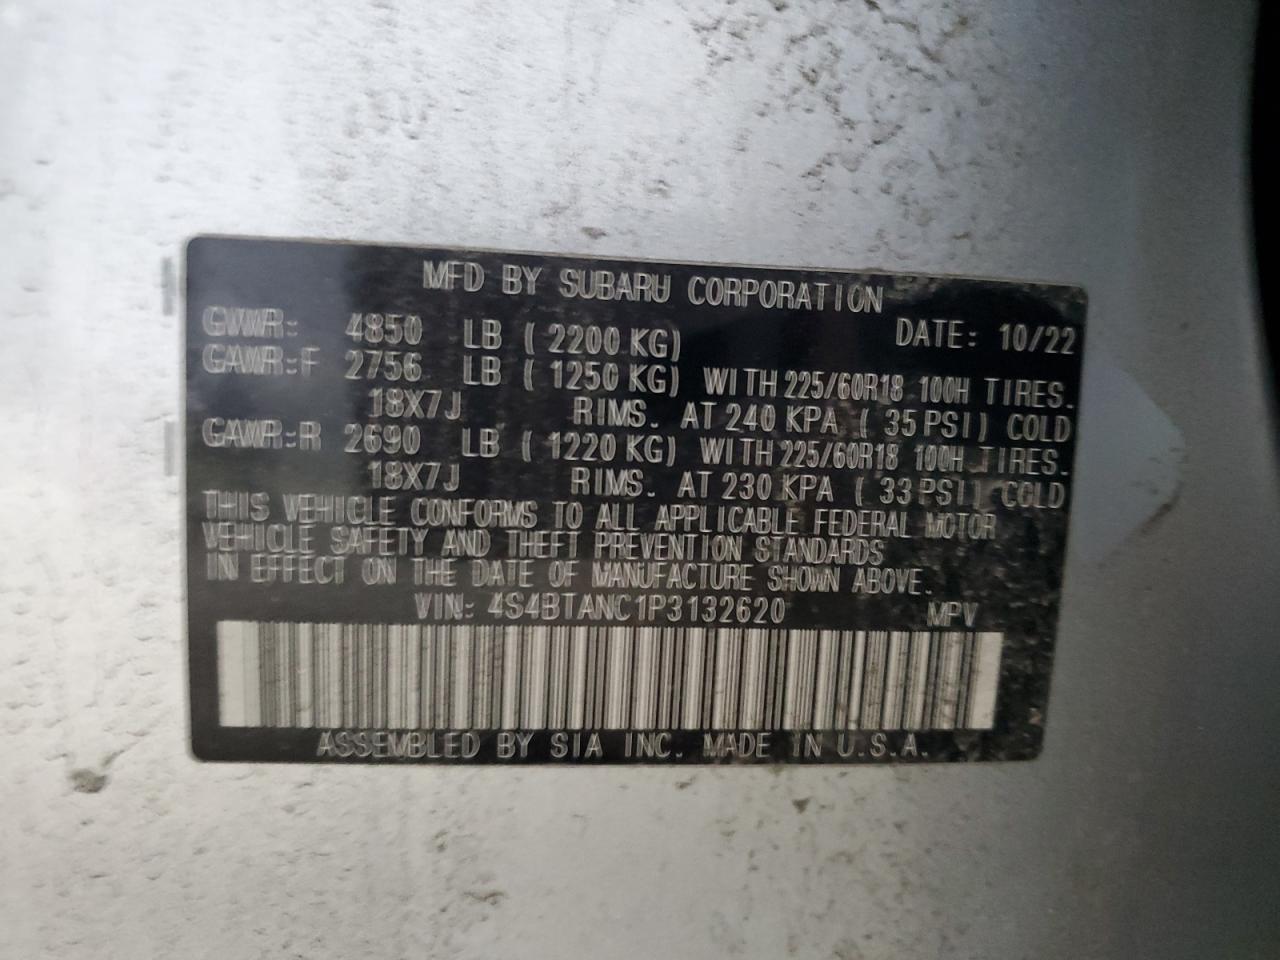 MFD BY SUBARU CORPORATION
GVWR: 4850 LB ( 2200 KG) DATE: 10/22
GAWR:F 2756 LB ( 1250 KG) WITH 225/60R18 100H TIRES.
18X7J RIMS. AT 240 KPA ( 35 PSI) COLD
GAWR:R 2690 LB ( 1220 KG) WITH 225/60R18 100H TIRES.
18X7J RIMS. AT 230 KPA ( 33 PSI) COLD
THIS VEHICLE CONFORMS TO ALL APPLICABLE FEDERAL MOTOR
VEHICLE SAFETY AND THEFT PREVENTION STANDARDS
IN EFFECT ON THE DATE OF MANUFACTURE SHOWN ABOVE.
VIN: 4S4BTANC1P3132620 MPV
ASSEMBLED BY SIA INC. MADE IN U.S.A.